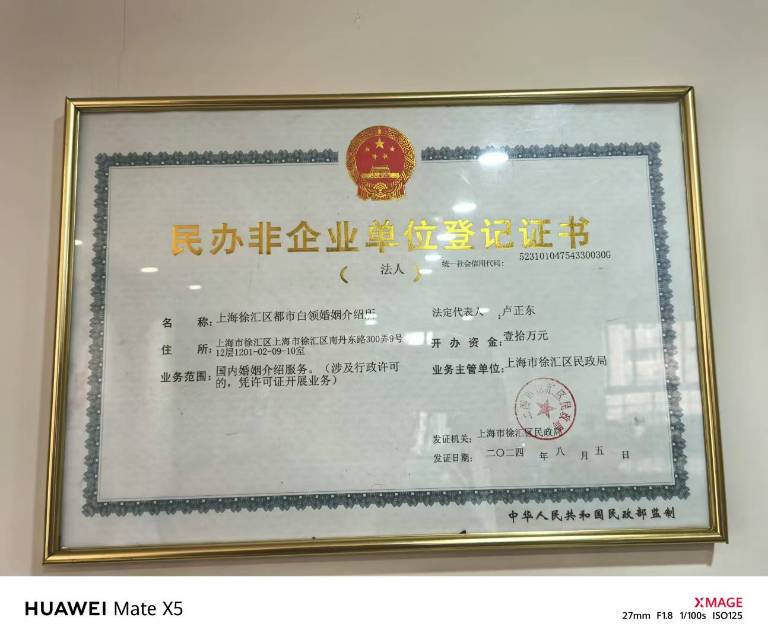 民办非企业单位登记证书
(法人)
统一社会信用代码: 52310104754330030G
名 称: 上海徐汇区都市白领婚姻介绍所
住 所: 上海市徐汇区上海市徐汇区南丹东路300弄9号
12层1201-02-09-10室
业务范围: 国内婚姻介绍服务。(涉及行政许可
的,凭许可证开展业务)
法定代表人: 卢正东
开办资金: 壹拾万元
业务主管单位: 上海市徐汇区民政局
发证机关: 上海市徐汇区民政局
发证日期: 二〇二四 年 八 月 五 日
中华人民共和国民政部监制
HUAWEI Mate X5
XMAGE
27mm F1.8 1/100s ISO125